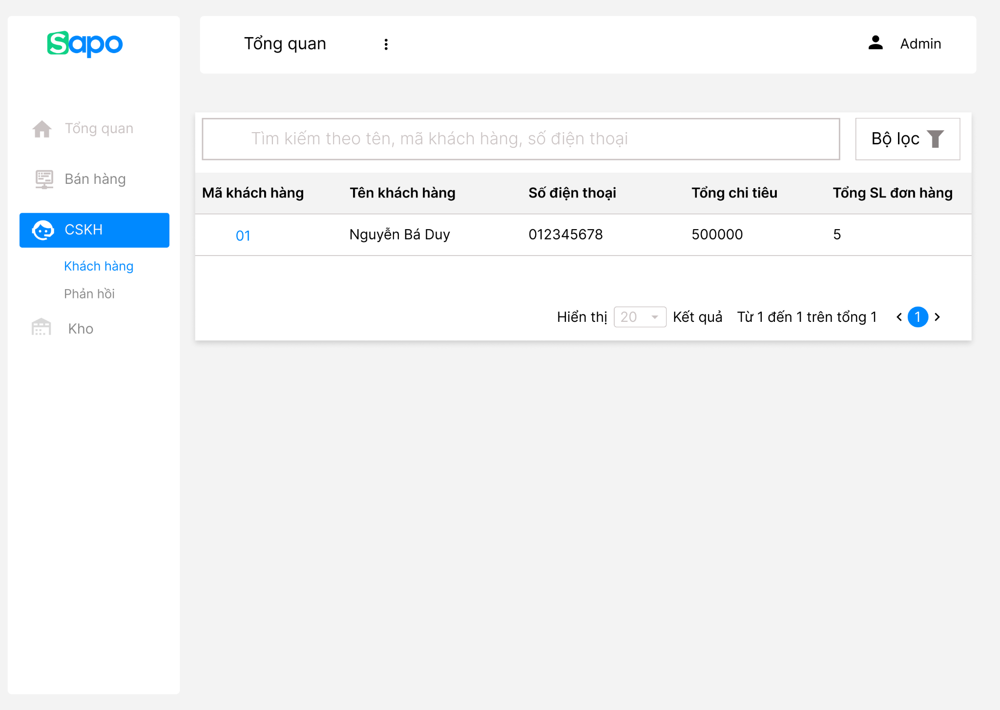 Sapo
Tổng quan
Admin
Tổng quan
Bán hàng
CSKH
Khách hàng
Phản hồi
Kho
Tìm kiếm theo tên, mã khách hàng, số điện thoại
Bộ lọc
Mã khách hàng Tên khách hàng Số điện thoại Tổng chi tiêu Tổng SL đơn hàng
01 Nguyễn Bá Duy 012345678 500000 5
Hiển thị 20 Kết quả Từ 1 đến 1 trên tổng 1 1